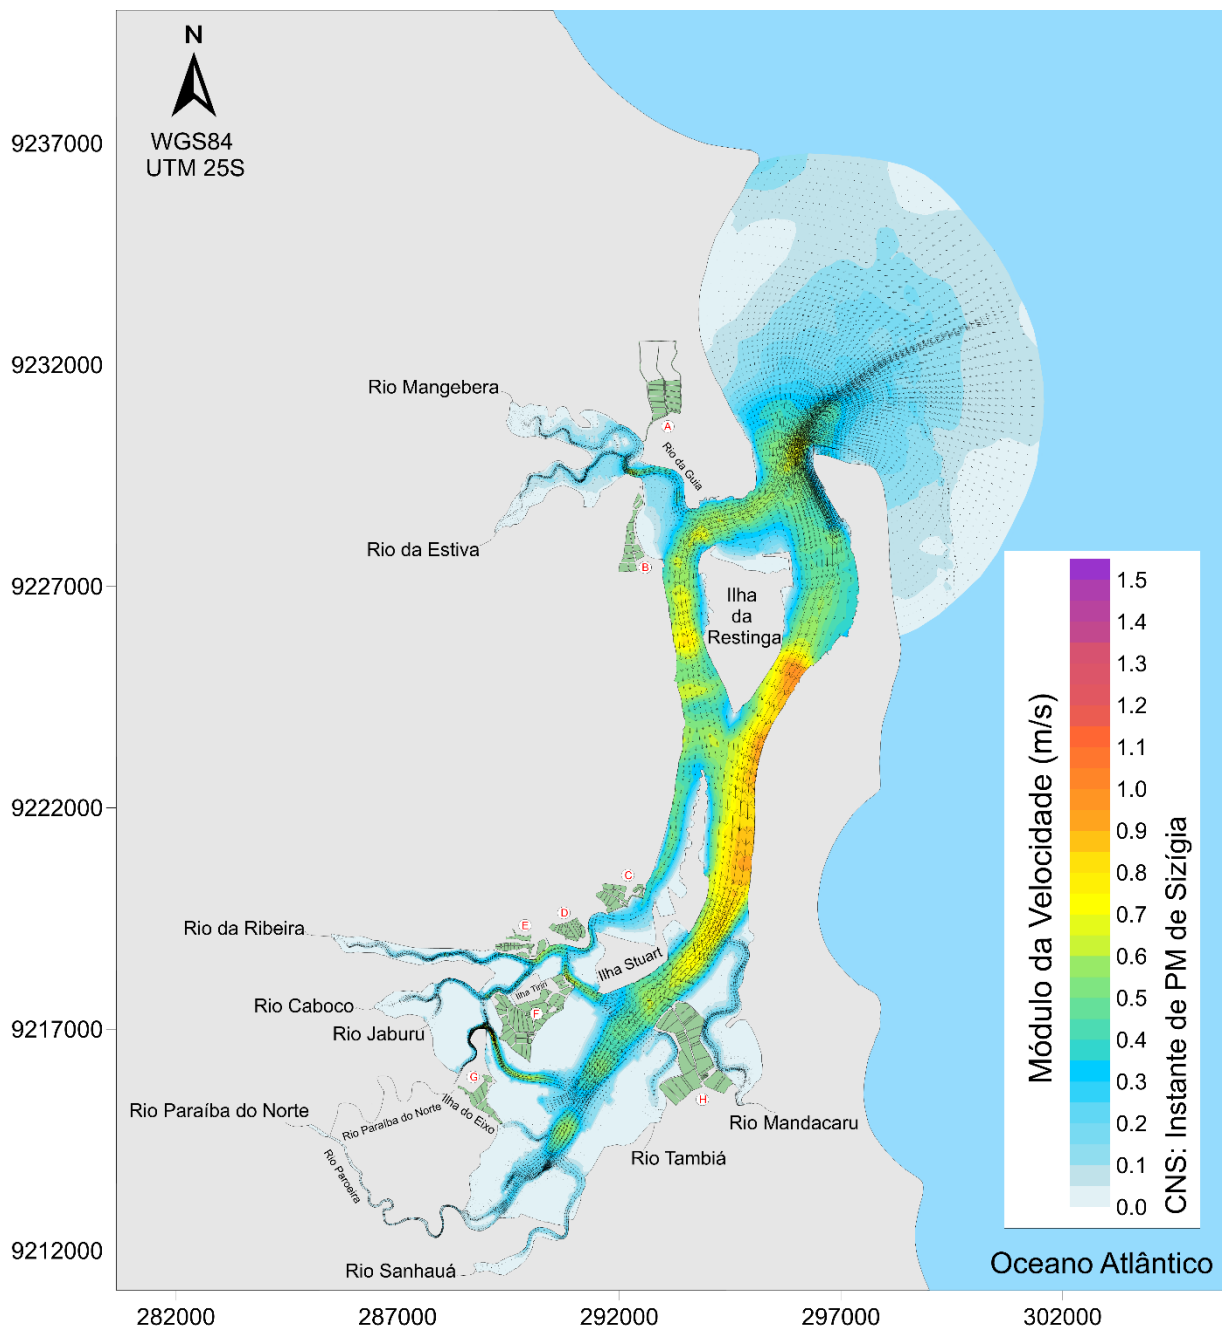 N
WGS84
UTM 25S
9237000
9232000
9227000
9222000
9217000
9212000
282000
287000
292000
297000
302000
Rio Mangebera
A
Rio da Guia
Rio da Estiva
B
Ilha
da
Restinga
C
D
E
Rio da Ribeira
Ilha Stuart
Ilha Tiriri
Rio Caboco
F
Rio Jaburu
G
Rio Paraíba do Norte
Rio Paraíba do Norte
Ilha do Eixo
H
Rio Mandacaru
Rio Tambiá
Rio Paroeira
Rio Sanhauá
Módulo da Velocidade (m/s)
1.5
1.4
1.3
1.2
1.1
1.0
0.9
0.8
0.7
0.6
0.5
0.4
0.3
0.2
0.1
0.0
CNS: Instante de PM de Sizígia
Oceano Atlântico